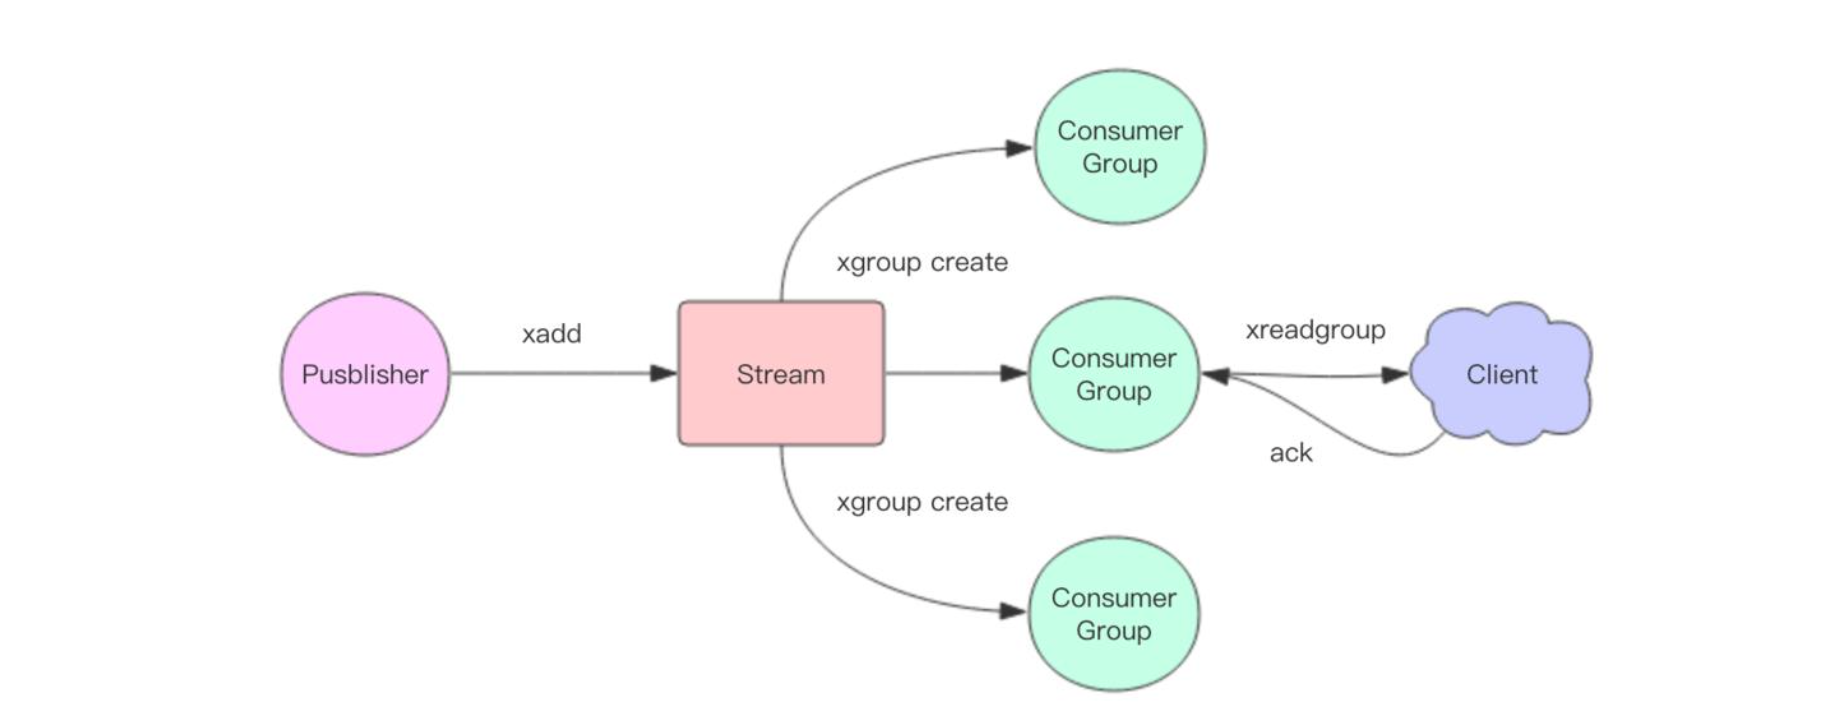 Consumer
Group
xgroup create
Pusblisher
xadd
Stream
Consumer
Group
xreadgroup
Client
ack
xgroup create
Consumer
Group